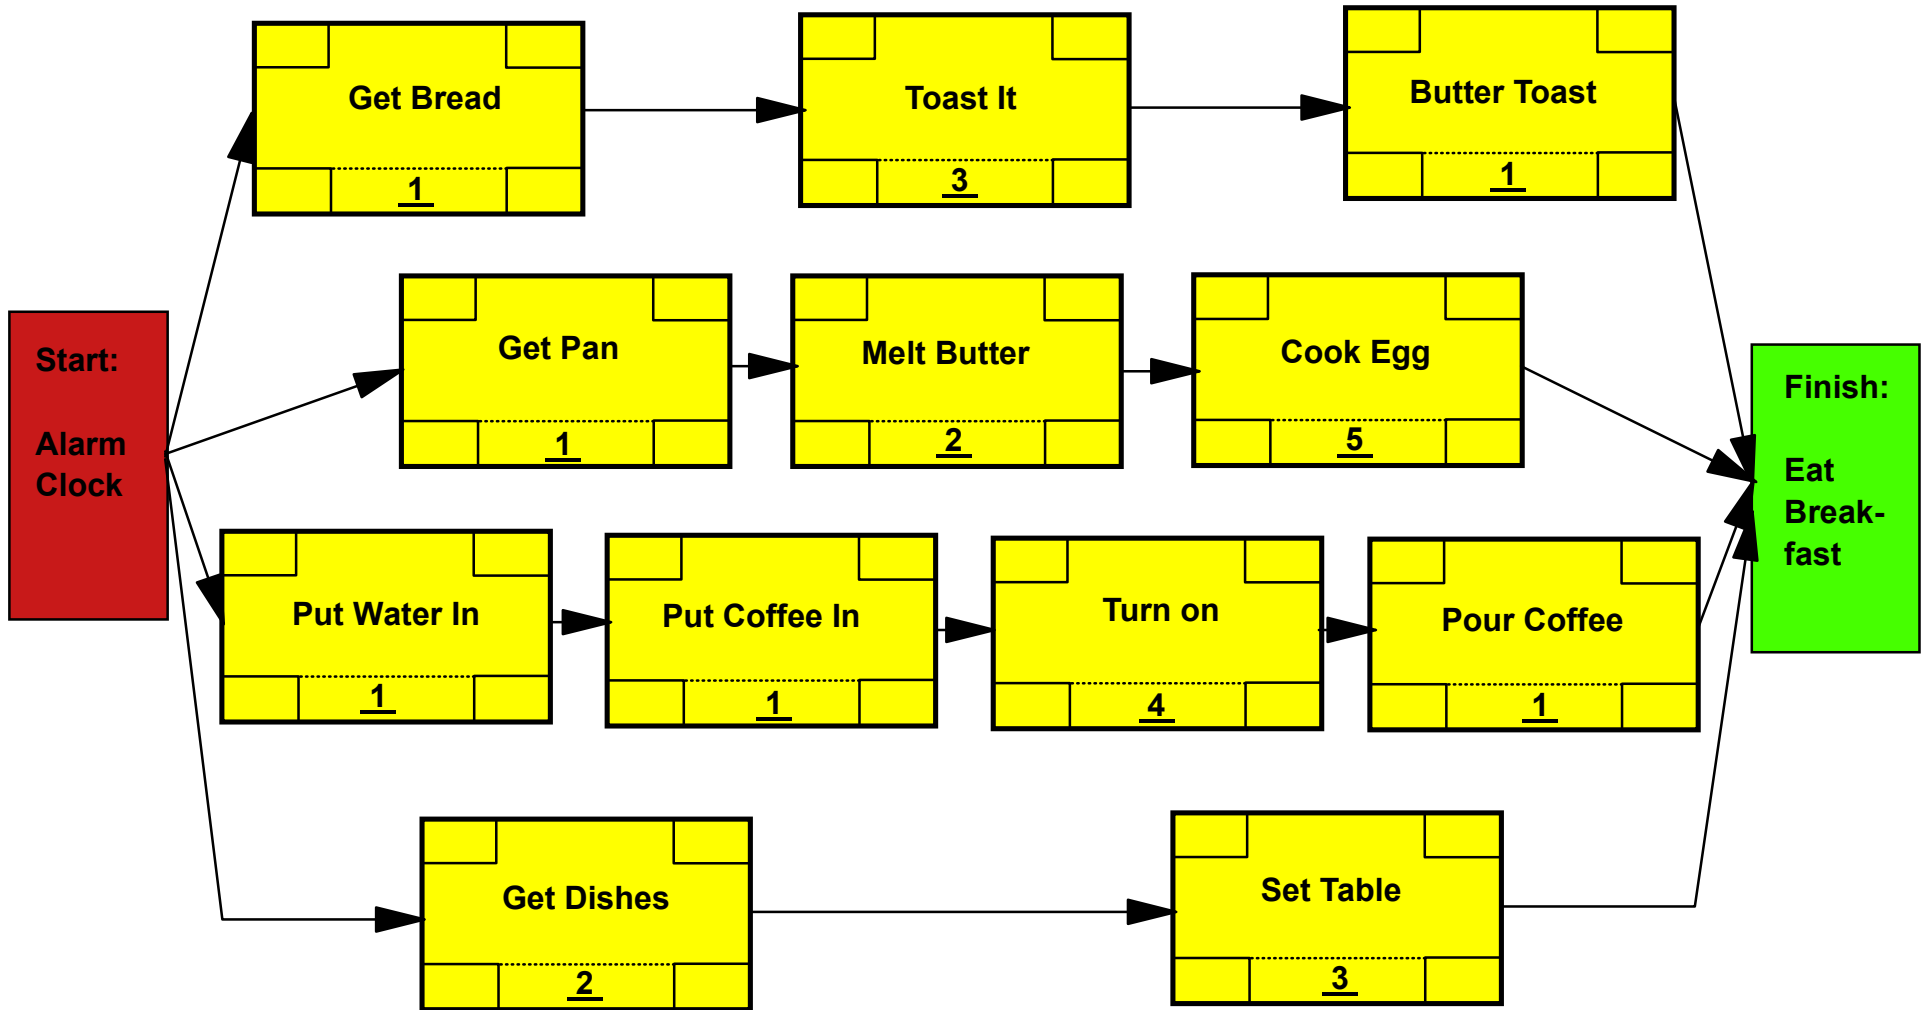 Get Bread
1
Toast It
3
Butter Toast
1
Start:
Alarm
Clock
Get Pan
1
Melt Butter
2
Cook Egg
5
Finish:
Eat
Break-
fast
Put Water In
1
Put Coffee In
1
Turn on
4
Pour Coffee
1
Get Dishes
2
Set Table
3